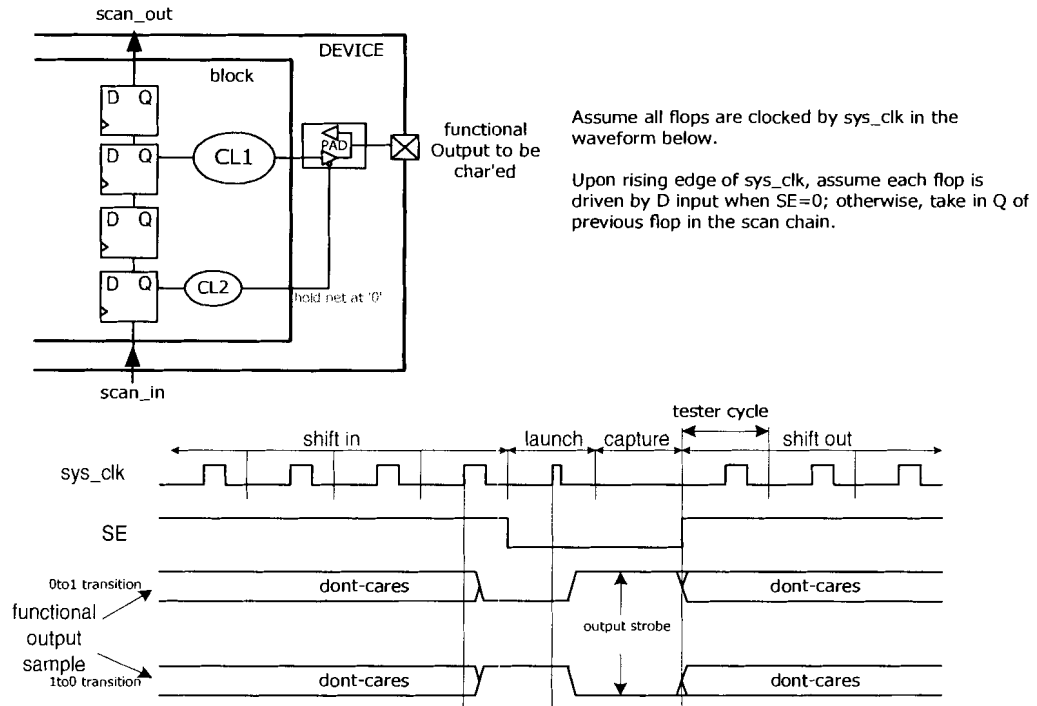 scan_out
DEVICE
block
D Q
D Q
CL1
PAD
D Q
D Q
CL2
hold net at '0'
scan_in
functional
Output to be
char'ed
Assume all flops are clocked by sys_clk in the
waveform below.
Upon rising edge of sys_clk, assume each flop is
driven by D input when SE=0; otherwise, take in Q of
previous flop in the scan chain.
tester cycle
shift in
launch
capture
shift out
sys_clk
SE
0to1 transition
dont-cares
dont-cares
functional
output
sample
output strobe
1to0 transition
dont-cares
dont-cares